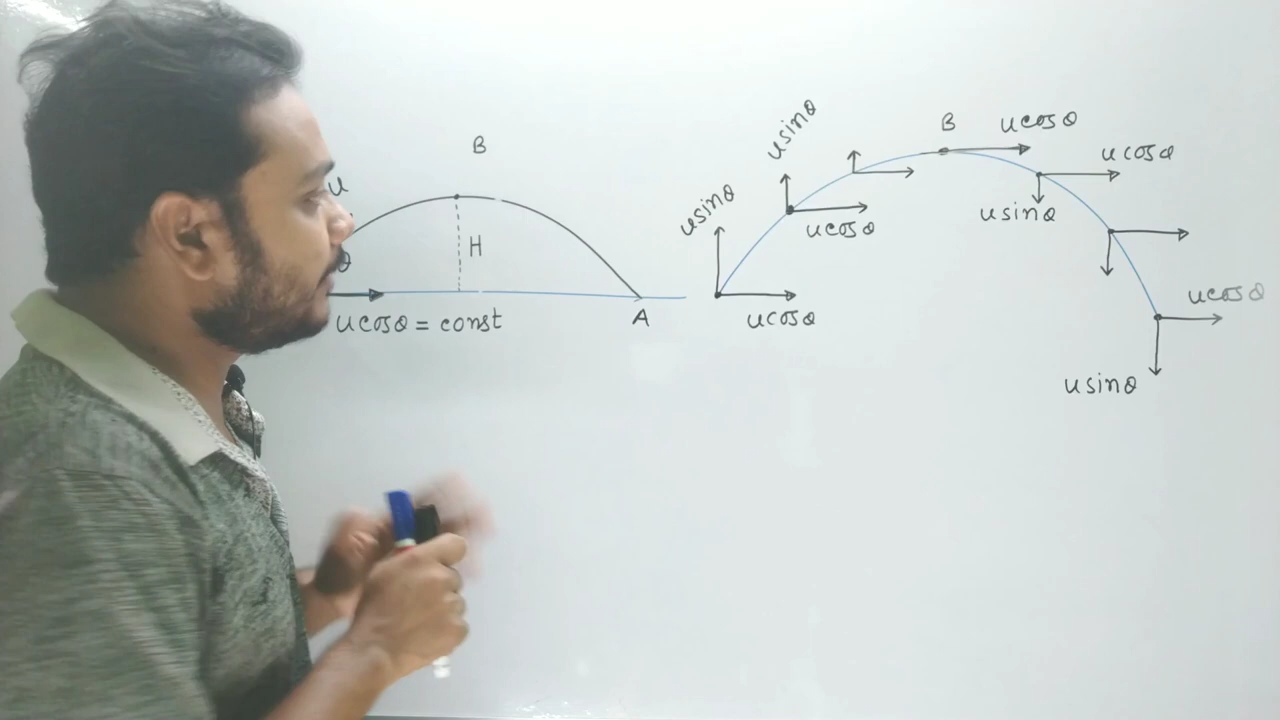 B
u
θ
H
ucosθ = const
A
usinθ
ucosθ
usinθ
ucosθ
B
ucosθ
ucosθ
usinθ
ucosθ
usinθ